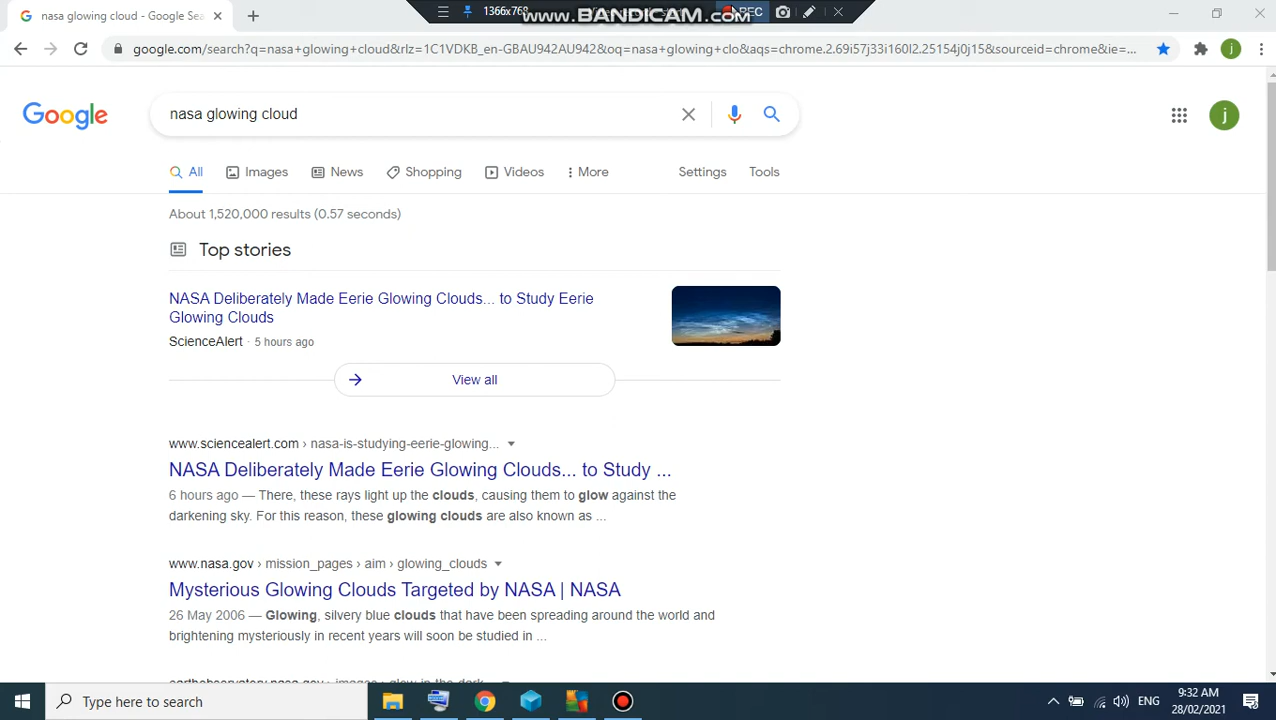 nasa glowing cloud - Google Sea
1366x768
www.BANDICAM.com
REC
google.com/search?q=nasa+glowing+cloud&rlz=1C1VDKB_en-GBAU942AU942&oq=nasa+glowing+clo&aqs=chrome.2.69i57j33i160l2.25154j0j15&sourceid=chrome&ie=...
j
Google
nasa glowing cloud
j
All
Images
News
Shopping
Videos
More
Settings
Tools
About 1,520,000 results (0.57 seconds)
Top stories
NASA Deliberately Made Eerie Glowing Clouds... to Study Eerie
Glowing Clouds
ScienceAlert · 5 hours ago
View all
www.sciencealert.com › nasa-is-studying-eerie-glowing...
NASA Deliberately Made Eerie Glowing Clouds... to Study ...
6 hours ago — There, these rays light up the clouds, causing them to glow against the
darkening sky. For this reason, these glowing clouds are also known as ...
www.nasa.gov › mission_pages › aim › glowing_clouds
Mysterious Glowing Clouds Targeted by NASA | NASA
26 May 2006 — Glowing, silvery blue clouds that have been spreading around the world and
brightening mysteriously in recent years will soon be studied in ...
Type here to search
ENG
9:32 AM
28/02/2021